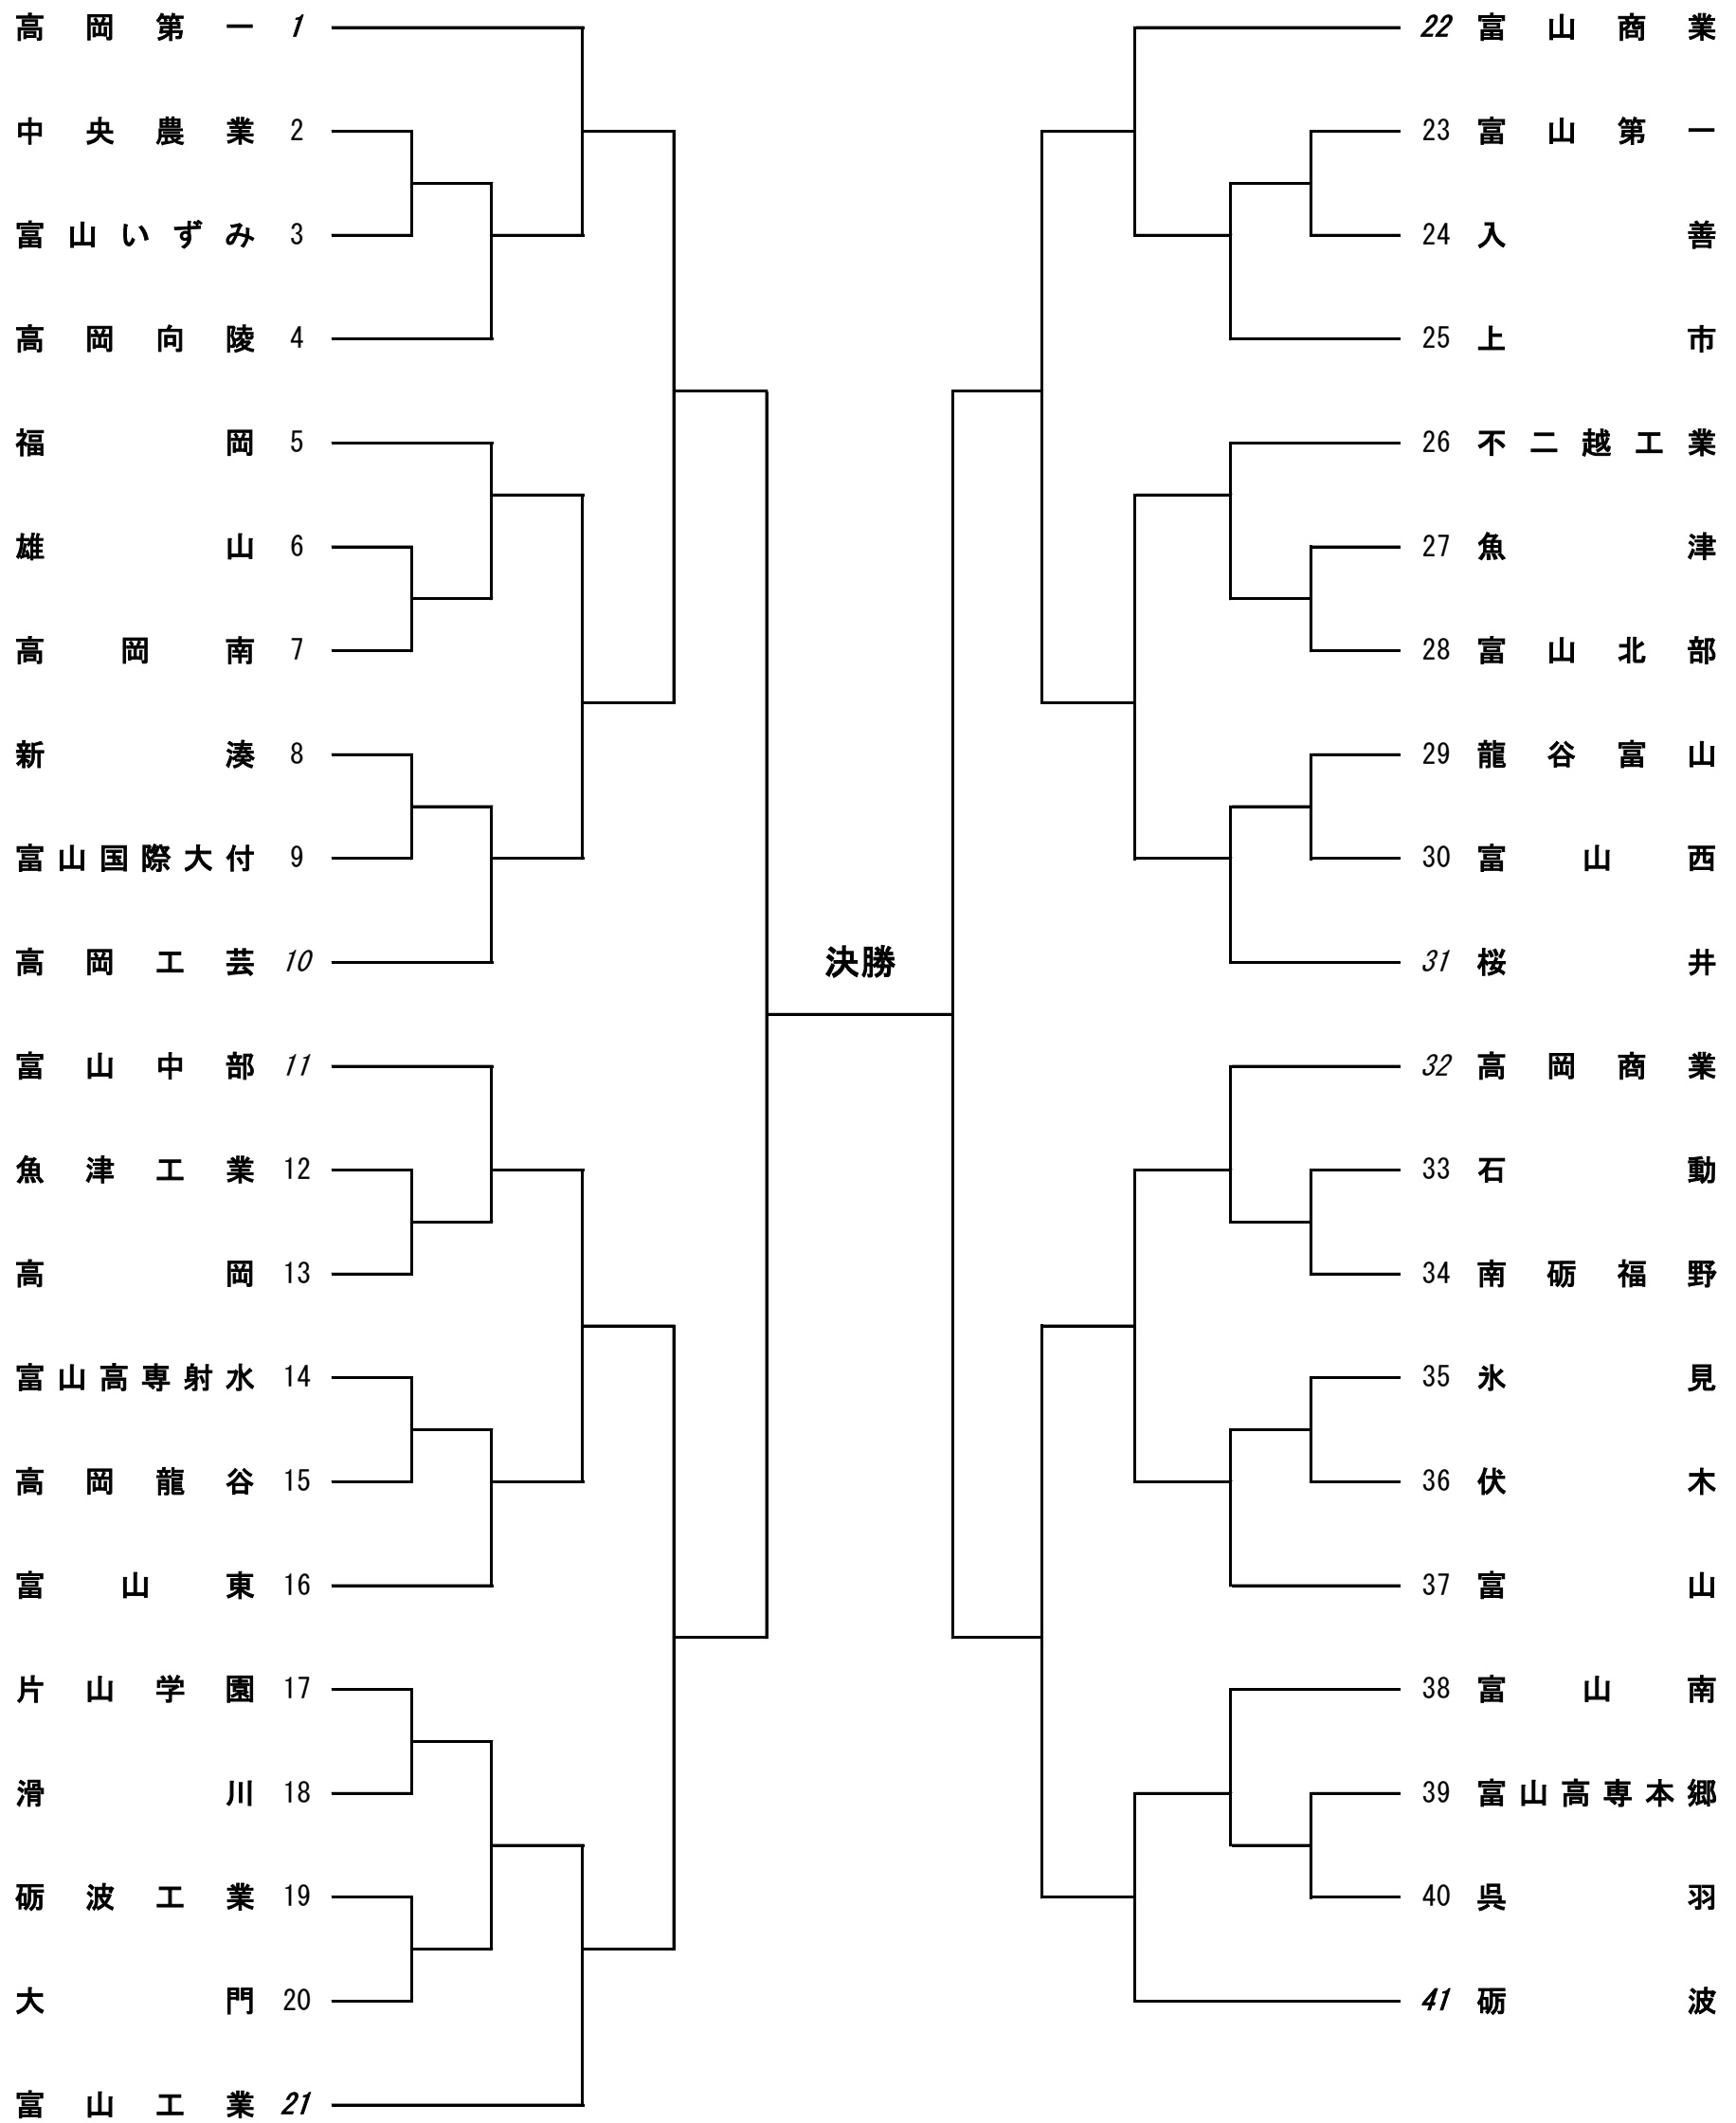 高岡第一 1
中央農業 2
富山いずみ 3
高岡向陵 4
福岡 5
雄山 6
高岡南 7
新湊 8
富山国際大付 9
高岡工芸 10
富山中部 11
魚津工業 12
高岡 13
富山高専射水 14
高岡龍谷 15
富山東 16
片山学園 17
滑川 18
砺波工業 19
大門 20
富山工業 21
決勝
22 富山商業
23 富山第一
24 入善
25 上市
26 不二越工業
27 魚津
28 富山北部
29 龍谷富山
30 富山西
31 桜井
32 高岡商業
33 石動
34 南砺福野
35 氷見
36 伏木
37 富山
38 富山南
39 富山高専本郷
40 呉羽
41 砺波